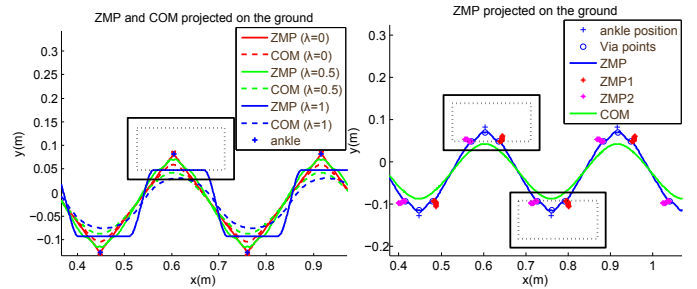 ZMP and COM projected on the ground
ZMP (λ=0)
COM (λ=0)
ZMP (λ=0.5)
COM (λ=0.5)
ZMP (λ=1)
COM (λ=1)
ankle
y(m)
0.3
0.25
0.2
0.15
0.1
0.05
0
-0.05
-0.1
0.4 0.5 0.6 0.7 0.8 0.9
x(m)
ZMP projected on the ground
ankle position
Via points
ZMP
ZMP1
ZMP2
COM
y(m)
0.3
0.2
0.1
0
-0.1
-0.2
0.4 0.5 0.6 0.7 0.8 0.9 1
x(m)